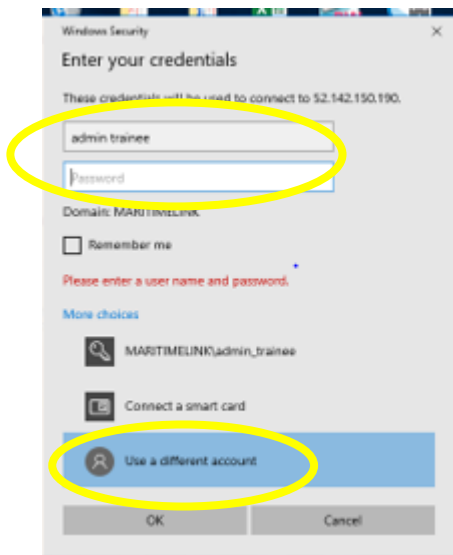 Windows Security
Enter your credentials
These credentials will be used to connect to 52.142.150.190.
admin trainee
Password
Domain: MARITIMELINK
Remember me
Please enter a user name and password.
More choices
MARITIMELINK\admin_trainee
Connect a smart card
Use a different account
OK
Cancel